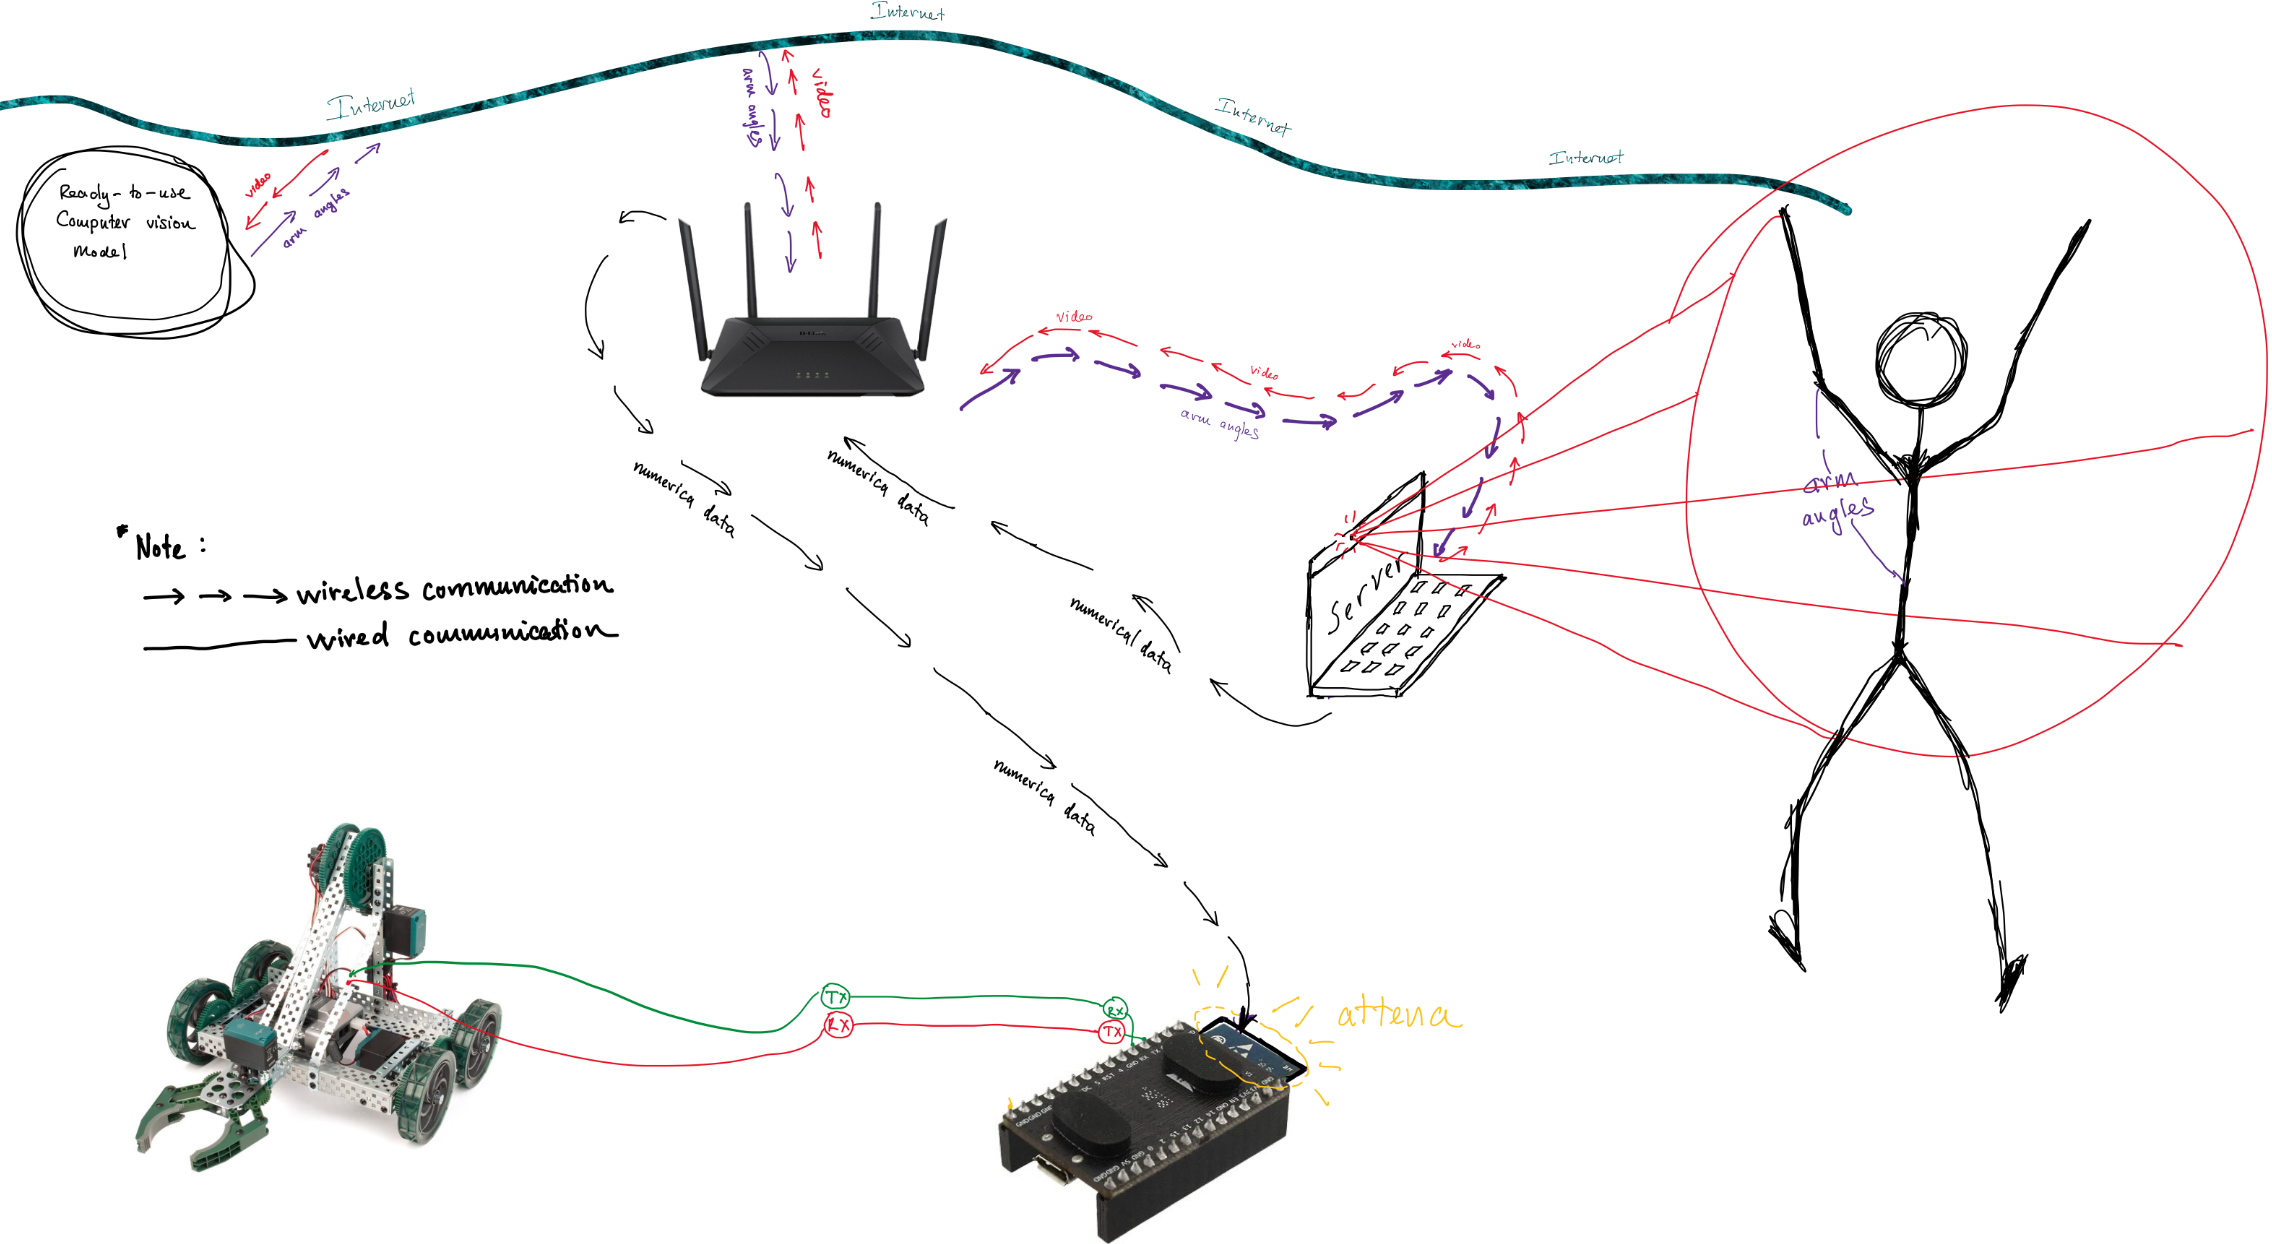 Internet
Internet
Internet
Internet
arm angles
video
Ready-to-use
Computer vision
Model
video
arm angles
video
video
video
arm angles
arm
angles
numerica data
numerica data
numerical data
numerica data
Server
*Note:
wireless communication
wired communication
TX
RX
RX
TX
attena